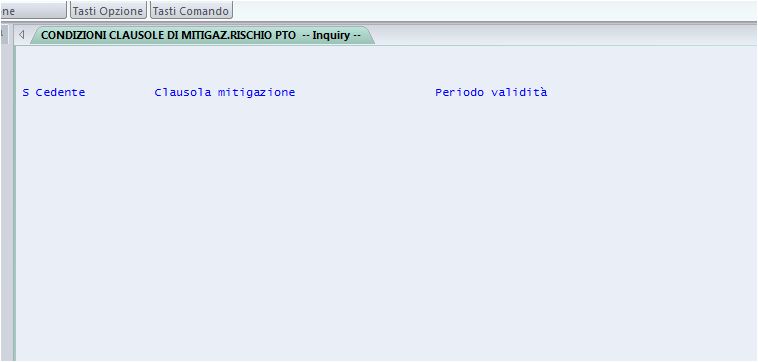 ne Tasti Opzione Tasti Comando
CONDIZIONI CLAUSOLE DI MITIGAZ.RISCHIO PTO -- Inquiry --
S Cedente Clausola mitigazione Periodo validità